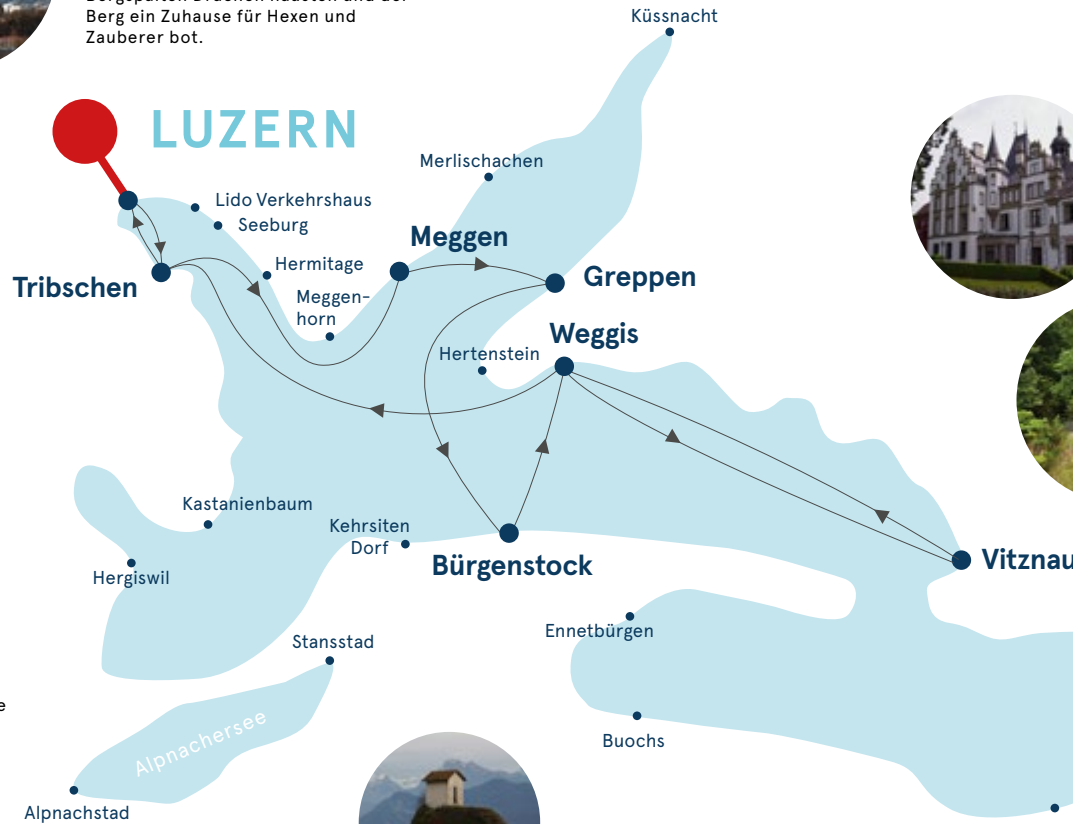 Berg ein Zuhause für Hexen und
Zauberer bot.
Küssnacht
LUZERN
Merlischachen
Lido Verkehrshaus
Seeburg
Meggen
Hermitage
Greppen
Tribschen
Meggen-
horn
Weggis
Hertenstein
Kastanienbaum
Kehrsiten
Dorf
Vitznau
Bürgenstock
Hergiswil
Ennetbürgen
Stansstad
e
Alpnachersee
Buochs
Alpnachstad